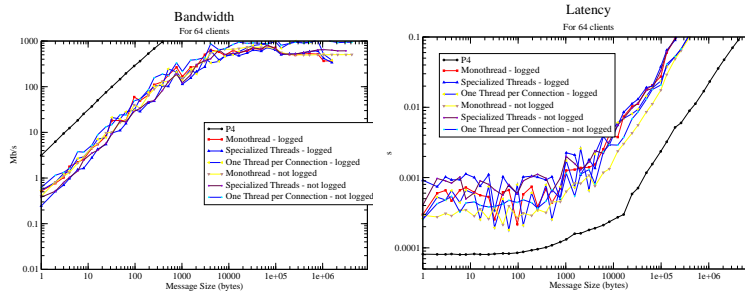 Bandwidth
For 64 clients
1000
100
10
1
0.1
0.01
Mb/s
P4
Monothread - logged
Specialized Threads - logged
One Thread per Connection - logged
Monothread - not logged
Specialized Threads - not logged
One Thread per Connection - not logged
1 10 100 1000 10000 1e+05 1e+06
Message Size (bytes)
Latency
For 64 clients
0.1
0.01
0.001
0.0001
s
P4
Monothread - logged
Specialized Threads - logged
One Thread per Connection - logged
Monothread - not logged
Specialized Threads - not logged
One Thread per Connection - not logged
1 10 100 1000 10000 1e+05 1e+06
Message Size (bytes)